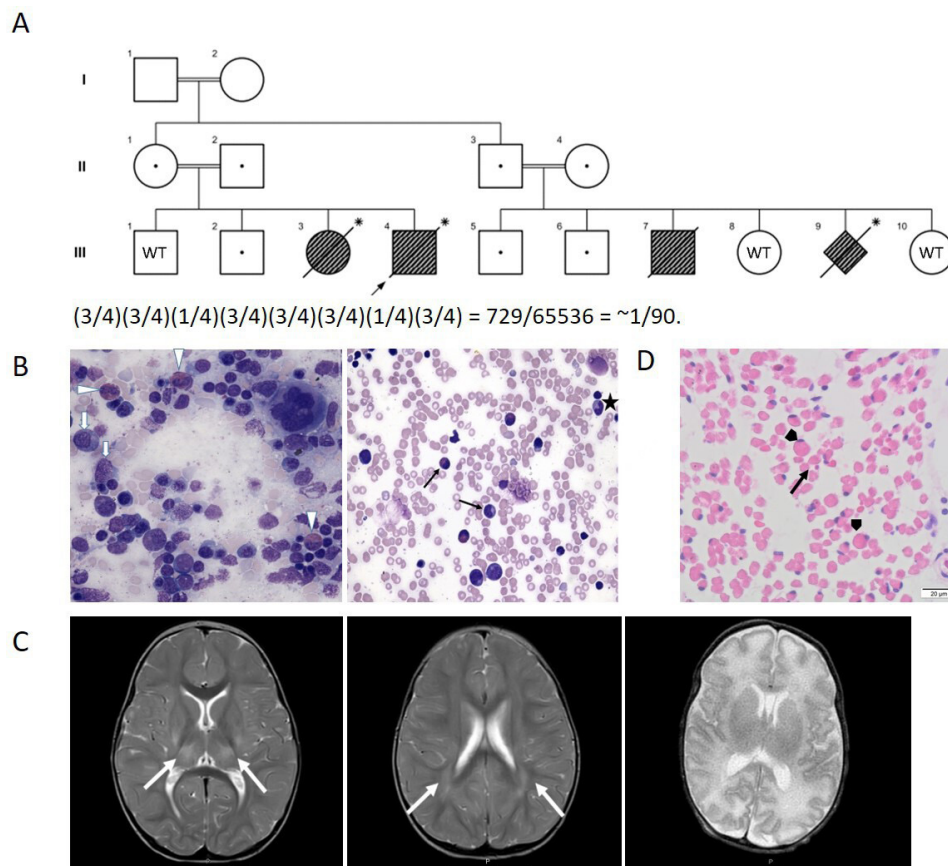 A
1 2
I
1 2 3 4
II
1 2 3 * 4 * 5 6 7 8 9 * 10
III WT WT WT
(3/4)(3/4)(1/4)(3/4)(3/4)(3/4)(1/4)(3/4) = 729/65536 = ~1/90.
B D
20 µm
C
P P P